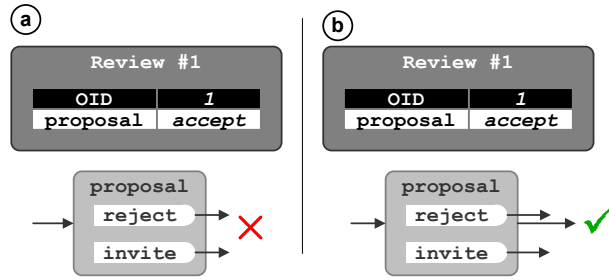 a
Review #1
OID 1
proposal accept
proposal
reject
invite
b
Review #1
OID 1
proposal accept
proposal
reject
invite